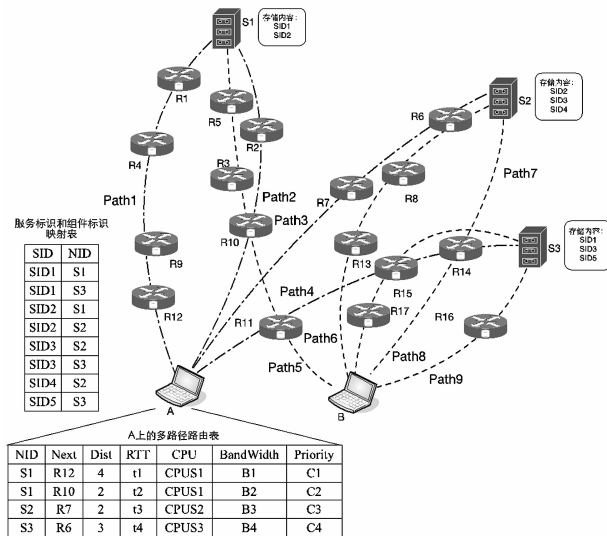 S1
存储内容:
SID1
SID2
R1
R5
R2
R4
R3
Path2
Path1
Path3
R10
R9
R12
R6
S2
存储内容:
SID2
SID3
SID4
R8
R7
Path7
R13
R14
S3
存储内容:
SID1
SID3
SID5
R15
Path4
R17
R11
R16
Path6
Path5
Path8
Path9
A
B
服务标识和组件标识
映射表
SID NID
SID1 S1
SID1 S3
SID2 S1
SID2 S2
SID3 S2
SID3 S3
SID4 S2
SID5 S3
A上的多路径路由表
NID Next Dist RTT CPU BandWidth Priority
S1 R12 4 t1 CPUS1 B1 C1
S1 R10 2 t2 CPUS1 B2 C2
S2 R7 2 t3 CPUS2 B3 C3
S3 R6 3 t4 CPUS3 B4 C4